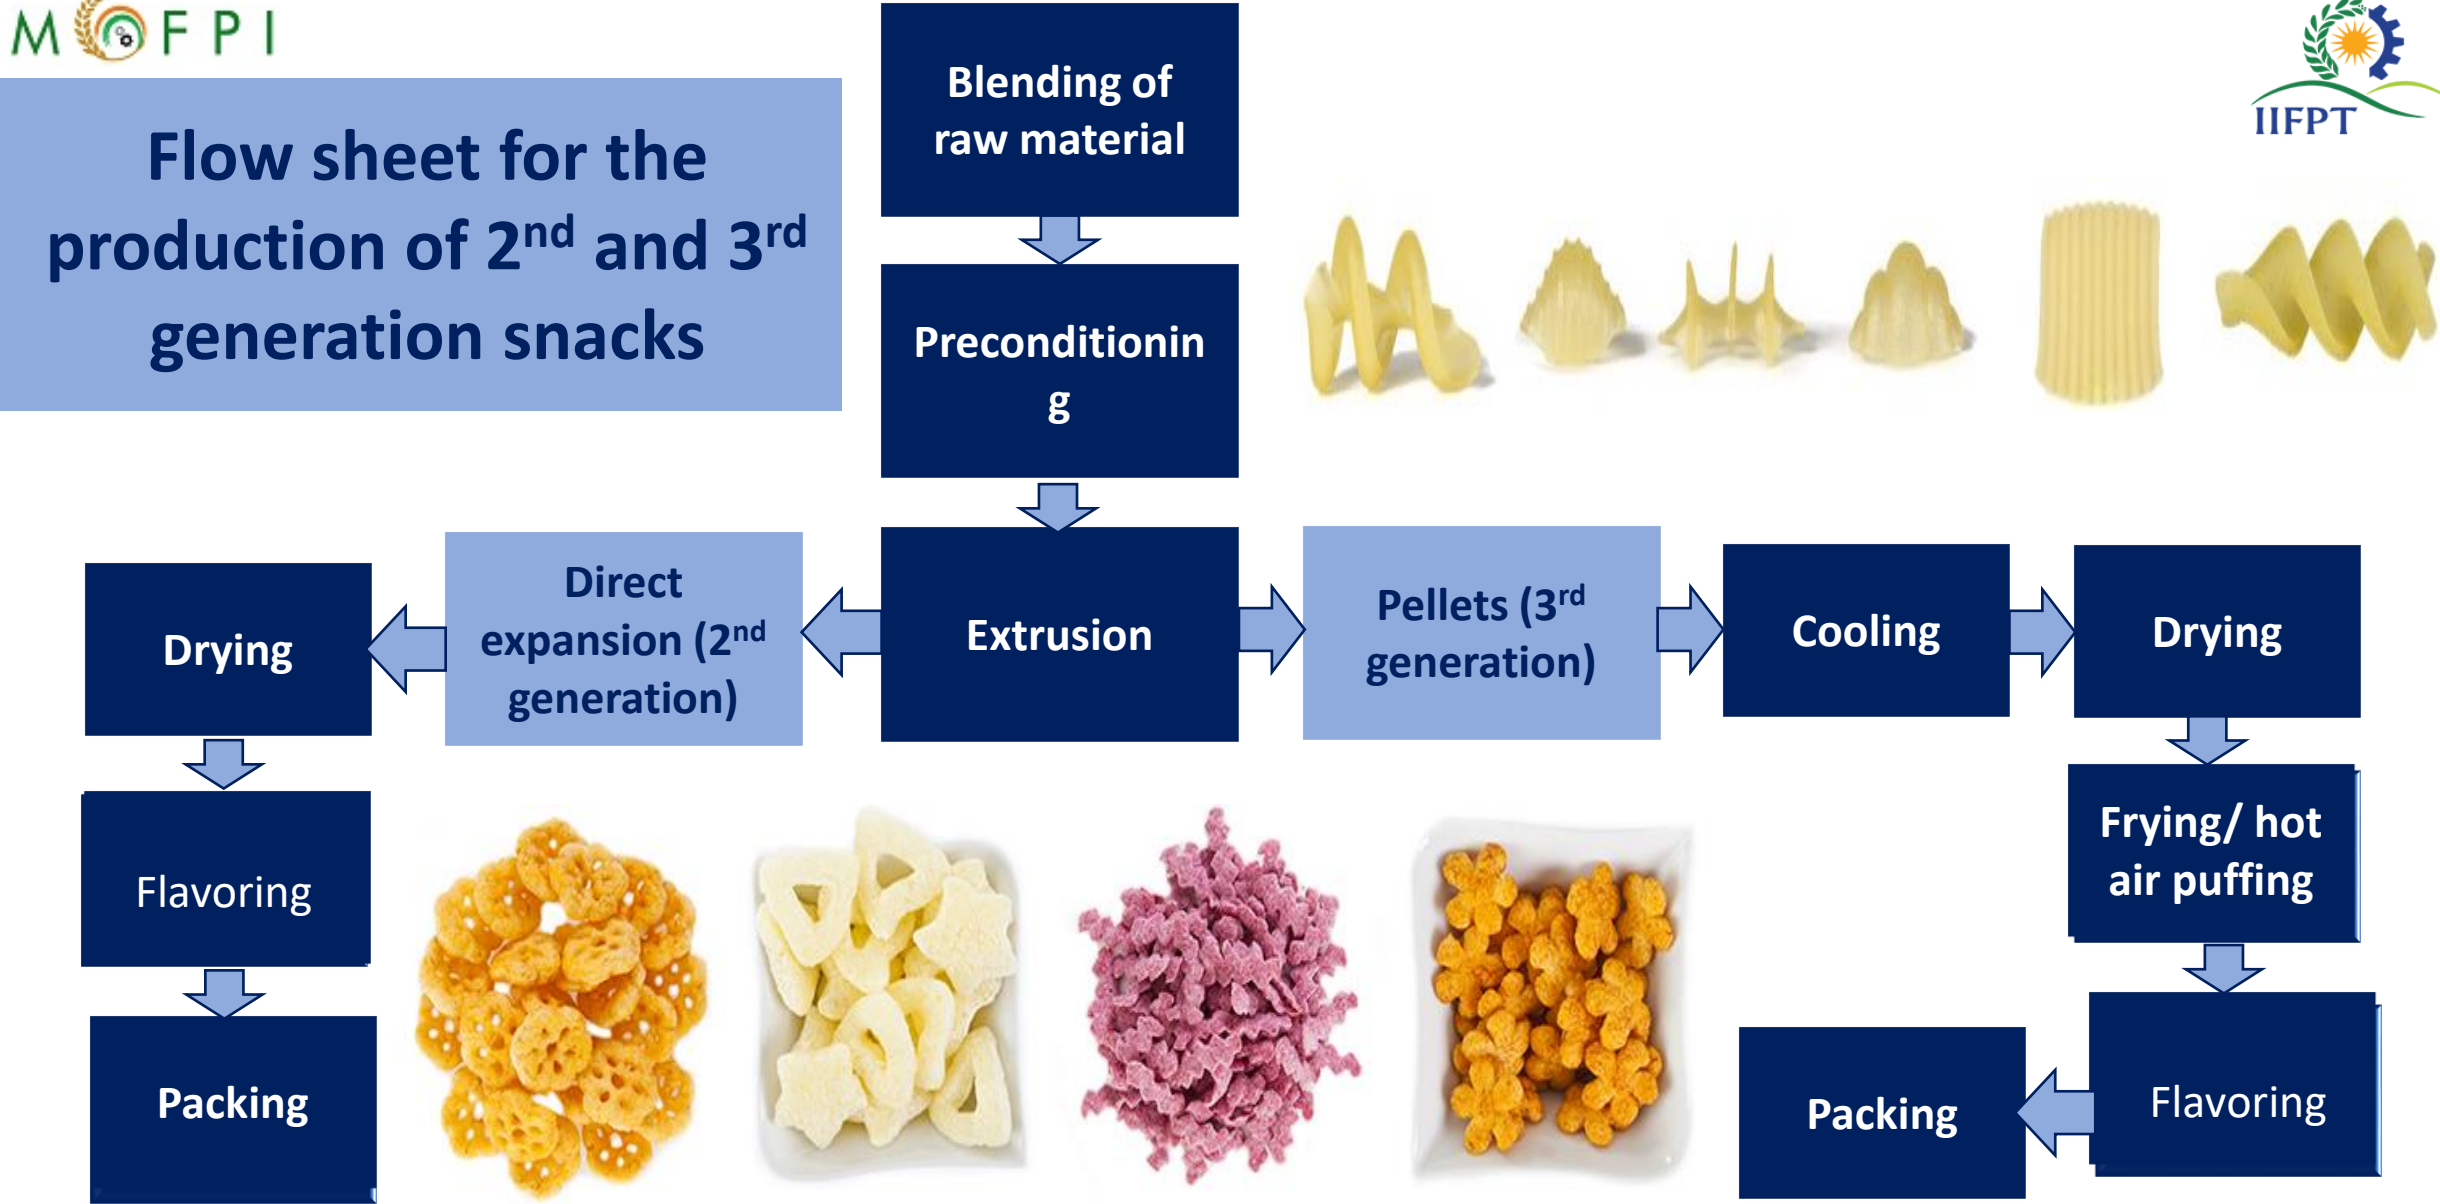 MOFPI
IIFPT
Flow sheet for the
production of 2nd and 3rd
generation snacks
Blending of
raw material
Preconditionin
g
Extrusion
Direct
expansion (2nd
generation)
Drying
Flavoring
Packing
Pellets (3rd
generation)
Cooling
Drying
Frying/ hot
air puffing
Flavoring
Packing